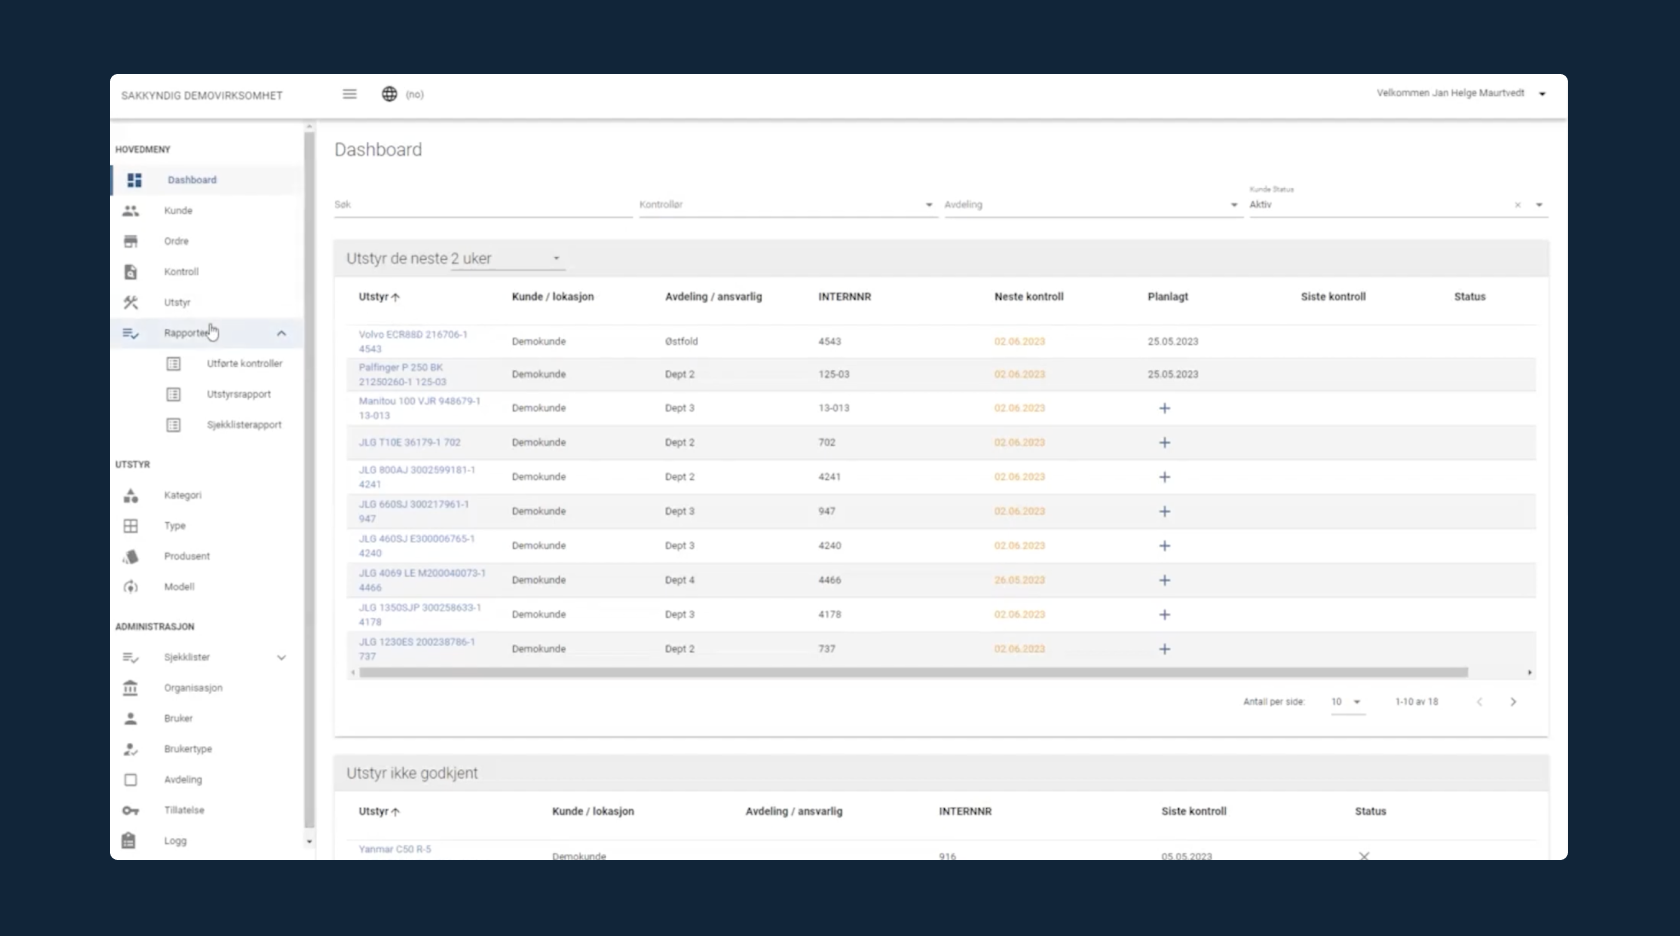 SAKKYNDIG DEMOVIRKSOMHET
(no)
Velkommen Jan Helge Maurtvedt
HOVEDMENY
Dashboard
Kunde
Ordre
Kontroll
Utstyr
Rapporter
Utførte kontroller
Utstyrsrapport
Sjekklisterapport
UTSTYR
Kategori
Type
Produsent
Modell
ADMINISTRASJON
Sjekklister
Organisasjon
Bruker
Brukertype
Avdeling
Tillatelse
Logg
Dashboard
Søk
Kontrollør
Avdeling
Kunde Status
Aktiv
Utstyr de neste 2 uker
Utstyr Kunde / lokasjon Avdeling / ansvarlig INTERNNR Neste kontroll Planlagt Siste kontroll Status
Volvo ECR88D 216706-1
4543 Demokunde Østfold 4543 02.06.2023 25.05.2023
Palfinger P 250 BK
21250260-1 125-03 Demokunde Dept 2 125-03 02.06.2023 25.05.2023
Manitou 100 VJR 948679-1
13-013 Demokunde Dept 3 13-013 02.06.2023 +
JLG T10E 36179-1 702 Demokunde Dept 2 702 02.06.2023 +
JLG 800AJ 3002599181-1
4241 Demokunde Dept 2 4241 02.06.2023 +
JLG 660SJ 300217961-1
947 Demokunde Dept 3 947 02.06.2023 +
JLG 460SJ E300006765-1
4240 Demokunde Dept 3 4240 02.06.2023 +
JLG 4069 LE M200040073-1
4466 Demokunde Dept 4 4466 26.05.2023 +
JLG 1350SJP 300258633-1
4178 Demokunde Dept 3 4178 02.06.2023 +
JLG 1230ES 200238786-1
737 Demokunde Dept 2 737 02.06.2023 +
Antall per side: 10 1-10 av 18
Utstyr ikke godkjent
Utstyr Kunde / lokasjon Avdeling / ansvarlig INTERNNR Siste kontroll Status
Yanmar C50 R-5
Demokunde 916 05.05.2023